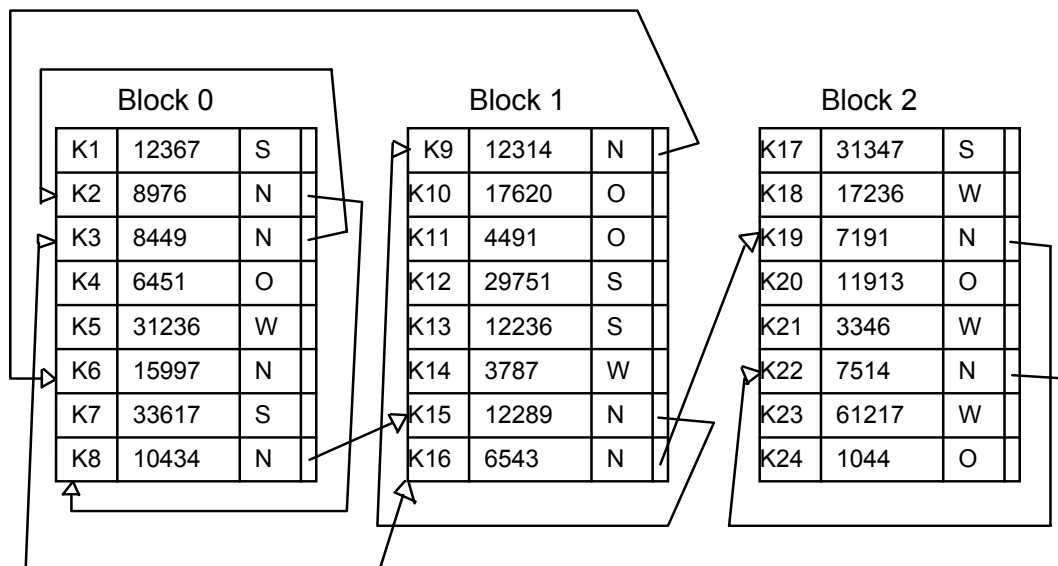 Block 0
K1 12367 S
K2 8976 N
K3 8449 N
K4 6451 O
K5 31236 W
K6 15997 N
K7 33617 S
K8 10434 N
Block 1
K9 12314 N
K10 17620 O
K11 4491 O
K12 29751 S
K13 12236 S
K14 3787 W
K15 12289 N
K16 6543 N
Block 2
K17 31347 S
K18 17236 W
K19 7191 N
K20 11913 O
K21 3346 W
K22 7514 N
K23 61217 W
K24 1044 O